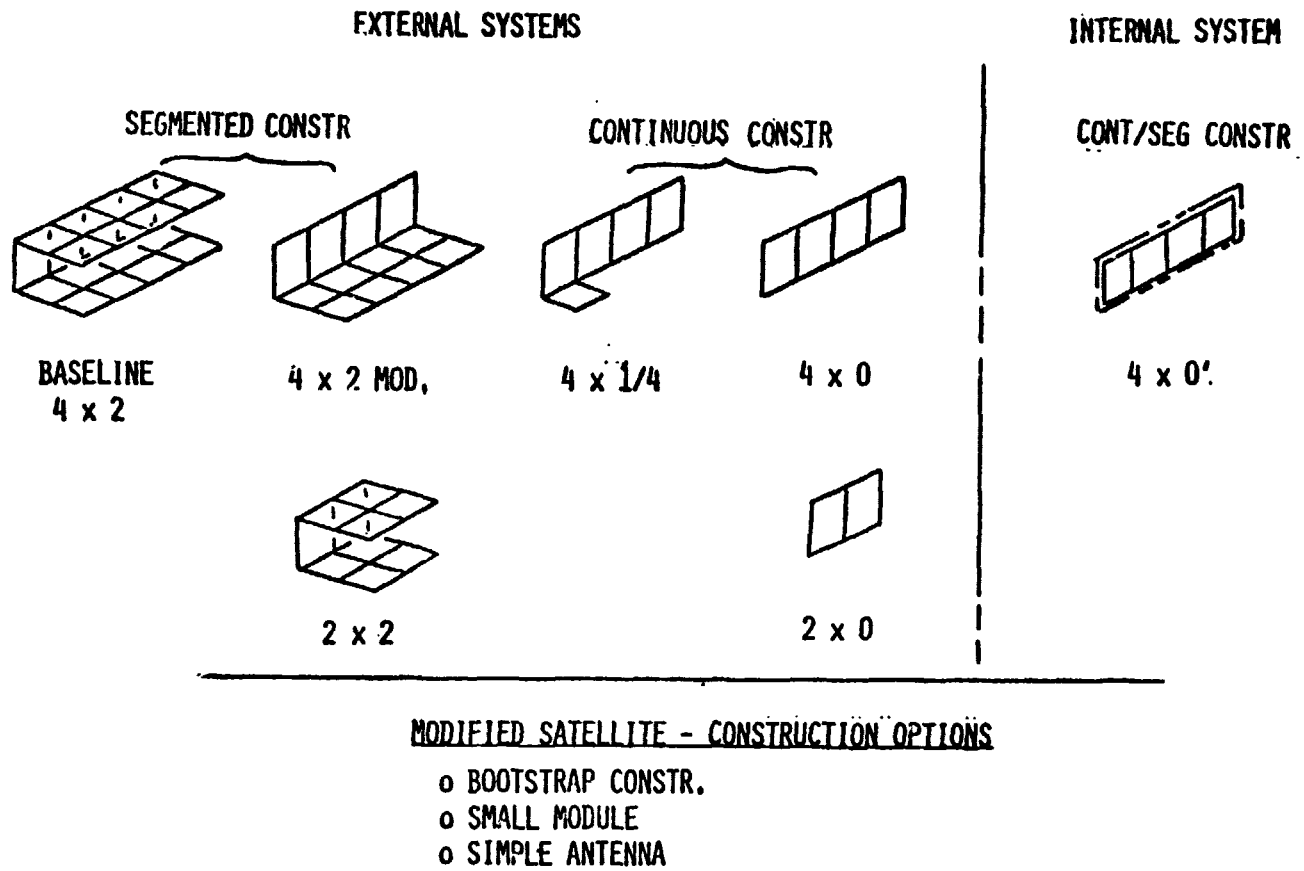 EXTERNAL SYSTEMS
INTERNAL SYSTEM
SEGMENTED CONSTR
CONTINUOUS CONSTR
CONT/SEG CONSTR
BASELINE
4 x 2
4 x 2 MOD.
4 x 1/4
4 x 0
4 x 0'.
2 x 2
2 x 0
MODIFIED SATELLITE - CONSTRUCTION OPTIONS
o BOOTSTRAP CONSTR.
o SMALL MODULE
o SIMPLE ANTENNA